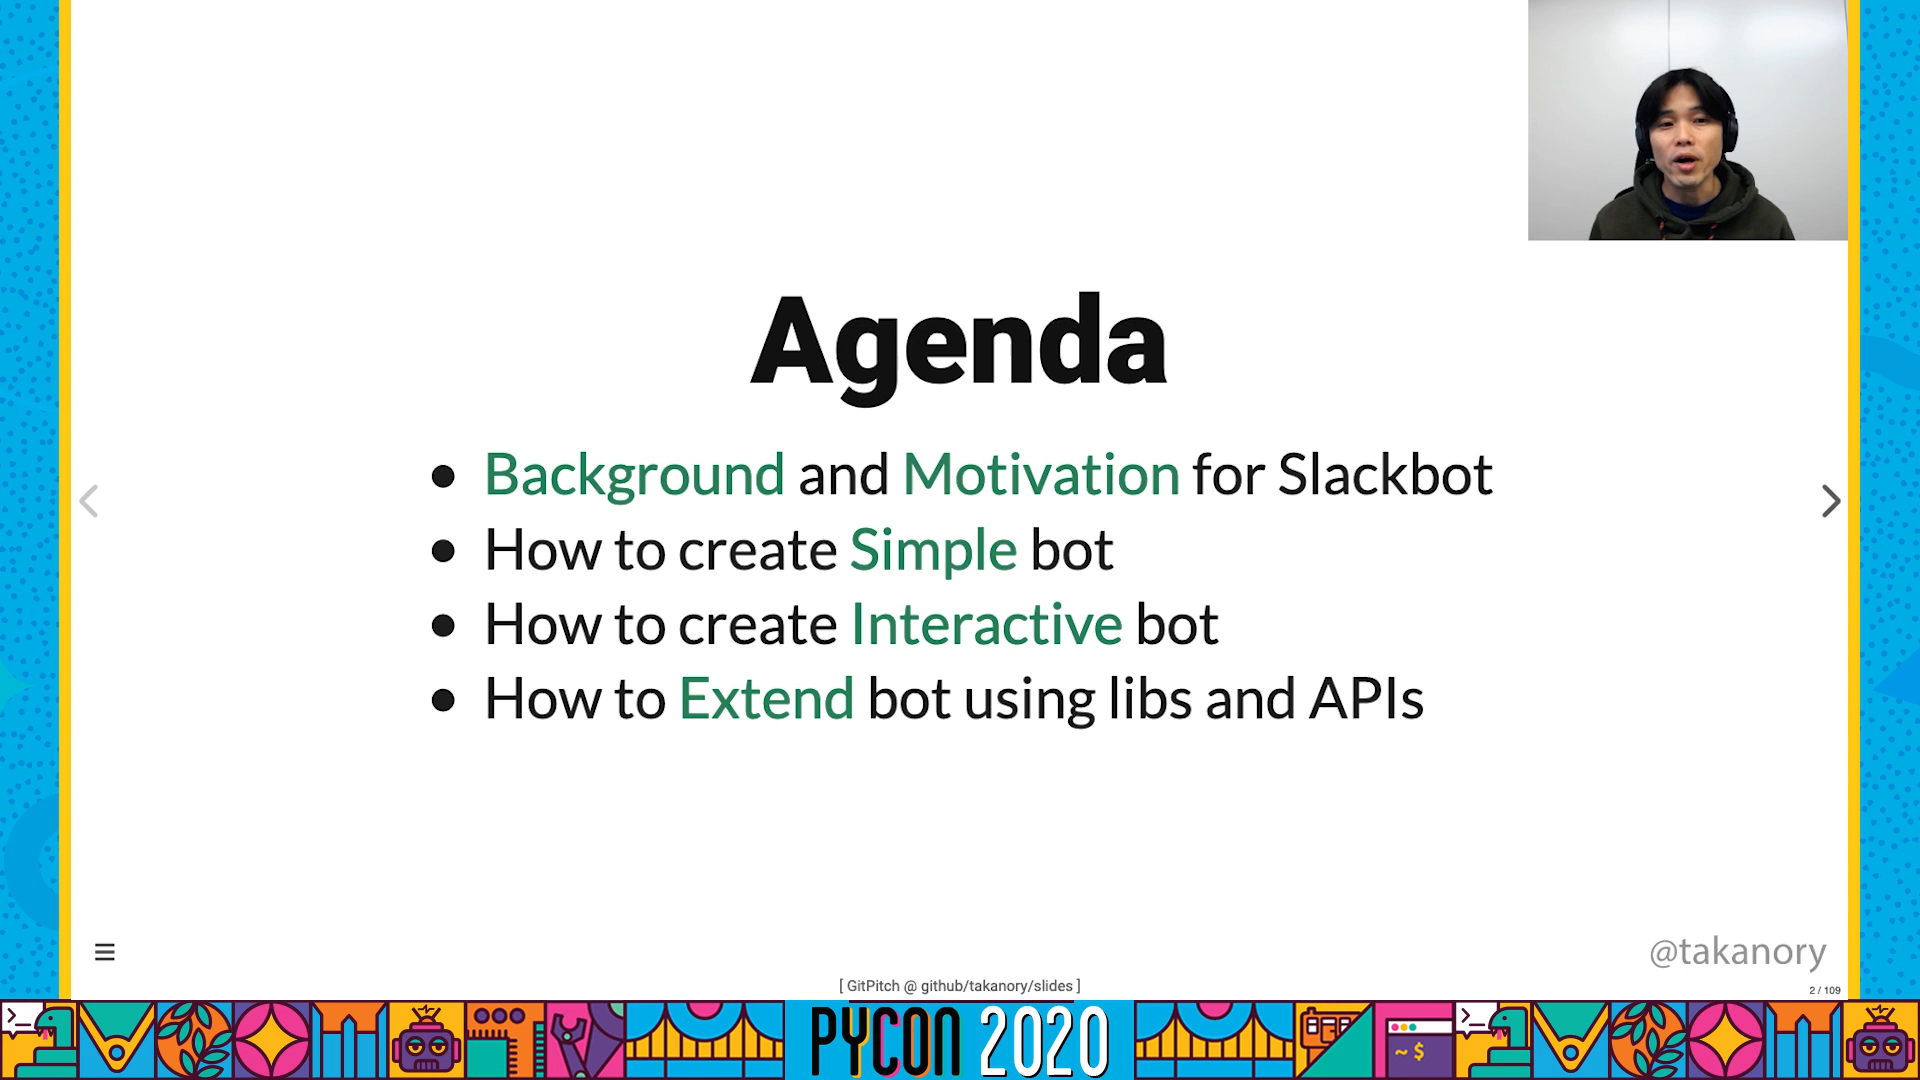 Agenda
• Background and Motivation for Slackbot
• How to create Simple bot
• How to create Interactive bot
• How to Extend bot using libs and APIs
@takanory
[ GitPitch @ github/takanory/slides ]
2 / 109
PYCON 2020
~ $